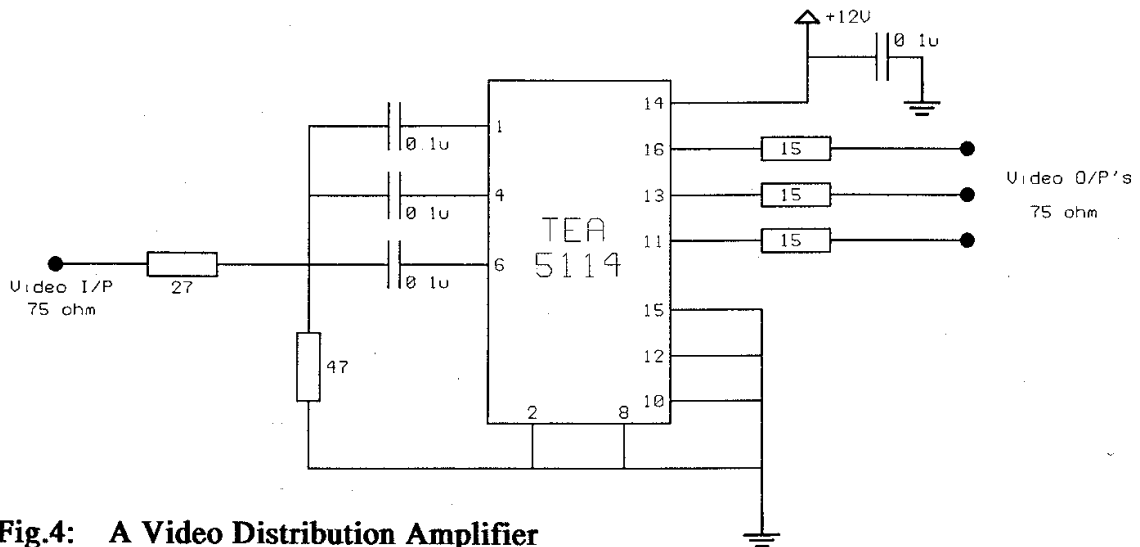 +12V
0 1u
14
1
0.1u
16
15
4
0 1u
13
15
Video O/P's
75 ohm
TEA
5114
11
15
6
0 1u
27
Video I/P
75 ohm
15
47
12
10
2
8
Fig.4: A Video Distribution Amplifier